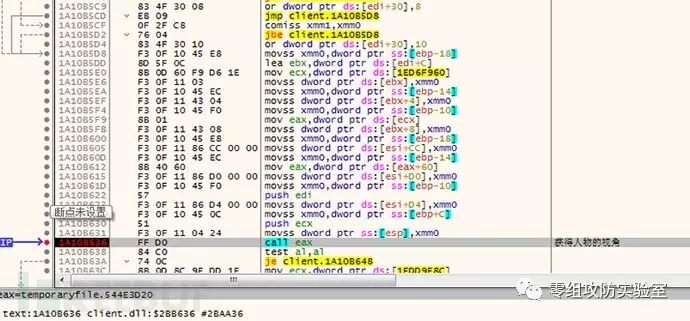 1A10B5C9 83 4F 30 08 or dword ptr ds:[edi+30],8
1A10B5CD EB 09 jmp client.1A10B5D8
1A10B5CF 0F 2F C8 comiss xmm1,xmm0
1A10B5D2 76 04 jbe client.1A10B5D8
1A10B5D4 83 4F 30 10 or dword ptr ds:[edi+30],10
1A10B5D8 F3 0F 10 45 E8 movss xmm0,dword ptr ss:[ebp-18]
1A10B5DD 8D 5F 0C lea ebx,dword ptr ds:[edi+C]
1A10B5E0 8B 0D 60 F9 D6 1E mov ecx,dword ptr ds:[1ED6F960]
1A10B5E6 F3 0F 11 03 movss dword ptr ds:[ebx],xmm0
1A10B5EA F3 0F 10 45 EC movss xmm0,dword ptr ss:[ebp-14]
1A10B5EF F3 0F 11 43 04 movss dword ptr ds:[ebx+4],xmm0
1A10B5F4 F3 0F 10 45 F0 movss xmm0,dword ptr ss:[ebp-10]
1A10B5F9 8B 01 mov eax,dword ptr ds:[ecx]
1A10B5FB F3 0F 11 43 08 movss dword ptr ds:[ebx+8],xmm0
1A10B600 F3 0F 10 45 E8 movss xmm0,dword ptr ss:[ebp-18]
1A10B605 F3 0F 11 86 CC 00 00 movss dword ptr ds:[esi+CC],xmm0
1A10B60D F3 0F 10 45 EC movss xmm0,dword ptr ss:[ebp-14]
1A10B612 8B 40 60 mov eax,dword ptr ds:[eax+60]
1A10B615 F3 0F 11 86 D0 00 00 movss dword ptr ds:[esi+D0],xmm0
1A10B61D F3 0F 10 45 F0 movss xmm0,dword ptr ss:[ebp-10]
1A10B622 57 push edi
F3 0F 11 86 D4 00 00 movss dword ptr ds:[esi+D4],xmm0
断点未设置 F3 0F 10 45 0C movss xmm0,dword ptr ss:[ebp+C]
1A10B630 51 push ecx
1A10B631 F3 0F 11 04 24 movss dword ptr ss:[esp],xmm0
IP 1A10B636 FF D0 call eax 获得人物的视角
1A10B638 84 C0 test al,al
1A10B63A 74 0C je client.1A10B648
1A10B63C 8B 0D 8C 9E DD 1E mov ecx,dword ptr ds:[1EDD9E8C]
eax=temporaryfile.544E3D20
text:1A10B636 client.dll:$2BB636 #2BAA36
零组攻防实验室